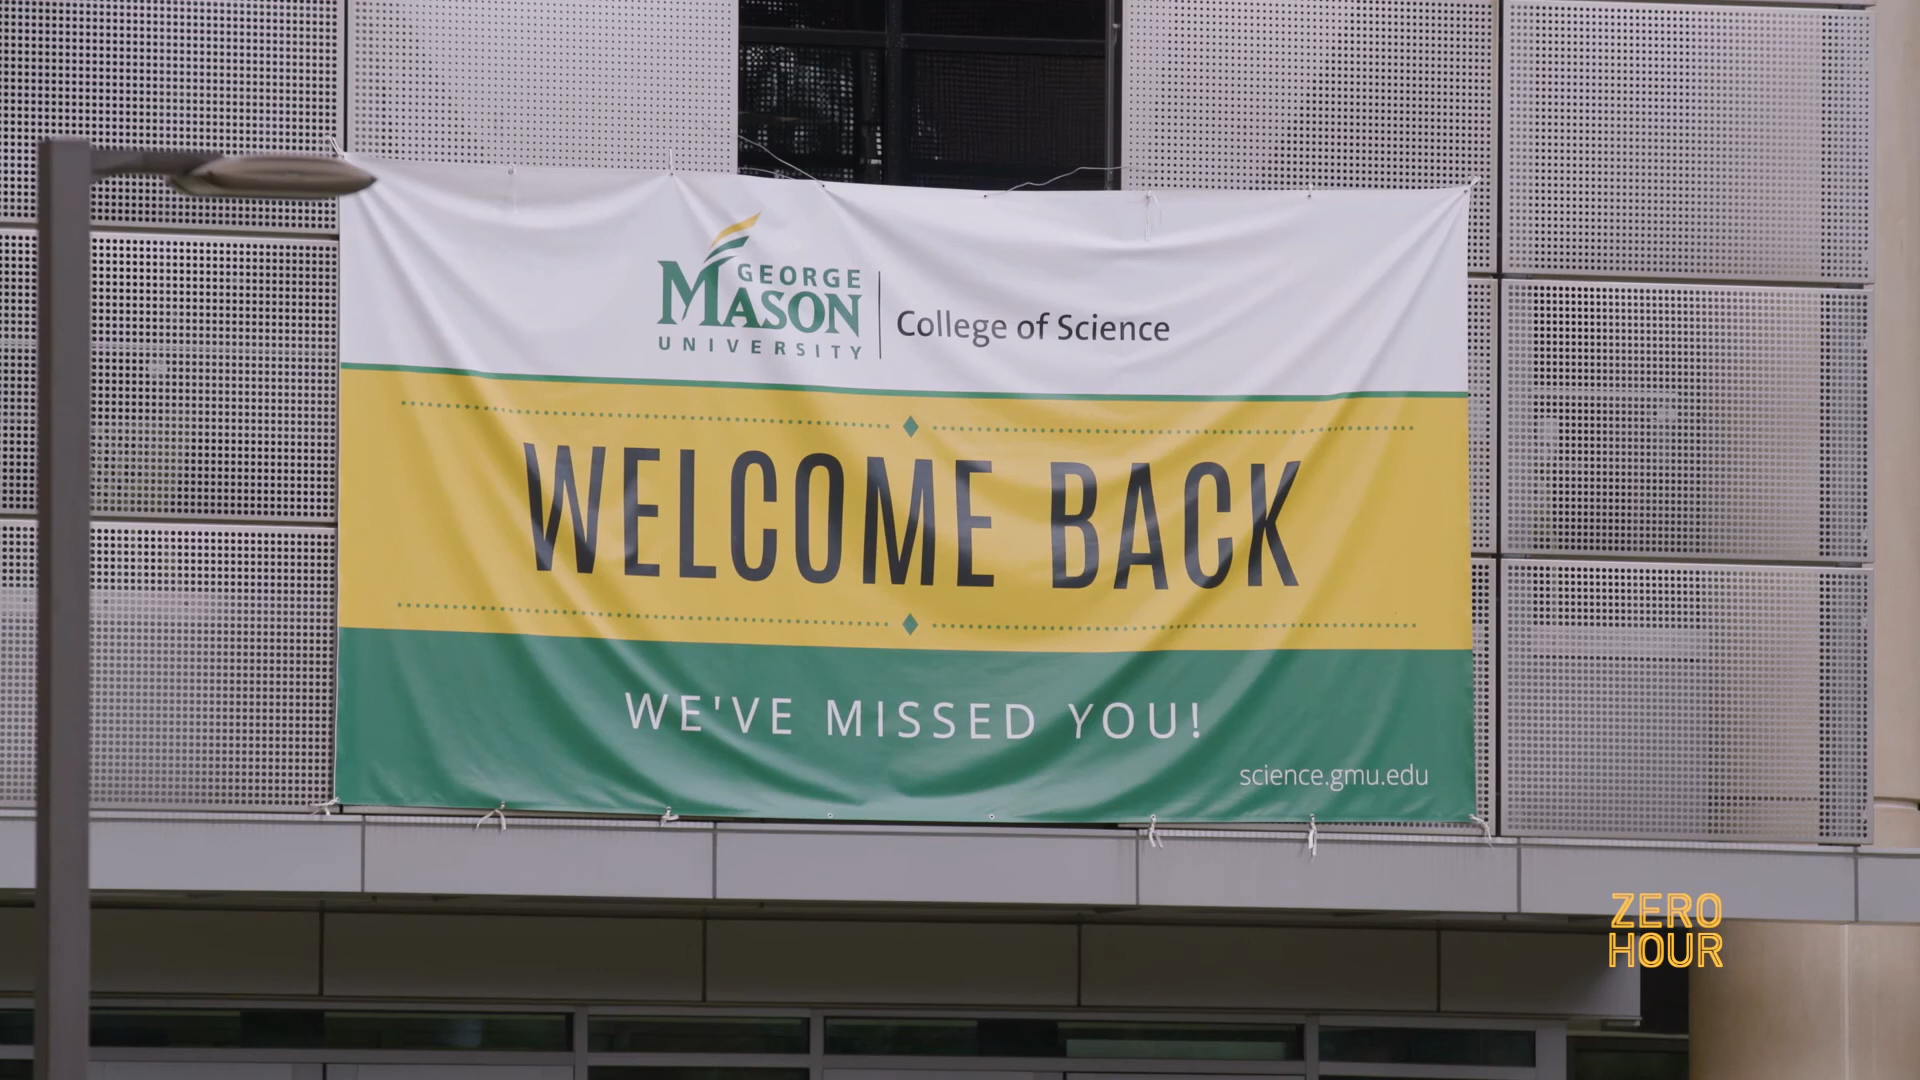 GEORGE
MASON
UNIVERSITY
College of Science
WELCOME BACK
WE'VE MISSED YOU!
science.gmu.edu
ZERO
HOUR